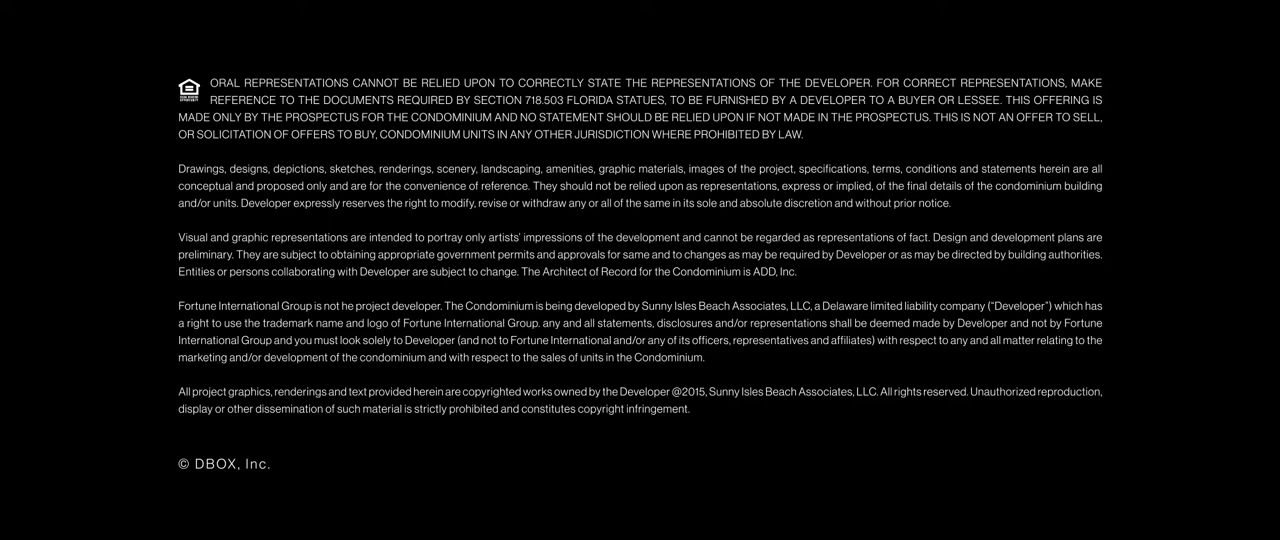 ORAL REPRESENTATIONS CANNOT BE RELIED UPON TO CORRECTLY STATE THE REPRESENTATIONS OF THE DEVELOPER. FOR CORRECT REPRESENTATIONS, MAKE
REFERENCE TO THE DOCUMENTS REQUIRED BY SECTION 718.503 FLORIDA STATUES, TO BE FURNISHED BY A DEVELOPER TO A BUYER OR LESSEE. THIS OFFERING IS
MADE ONLY BY THE PROSPECTUS FOR THE CONDOMINIUM AND NO STATEMENT SHOULD BE RELIED UPON IF NOT MADE IN THE PROSPECTUS. THIS IS NOT AN OFFER TO SELL,
OR SOLICITATION OF OFFERS TO BUY, CONDOMINIUM UNITS IN ANY OTHER JURISDICTION WHERE PROHIBITED BY LAW.
Drawings, designs, depictions, sketches, renderings, scenery, landscaping, amenities, graphic materials, images of the project, specifications, terms, conditions and statements herein are all
conceptual and proposed only and are for the convenience of reference. They should not be relied upon as representations, express or implied, of the final details of the condominium building
and/or units. Developer expressly reserves the right to modify, revise or withdraw any or all of the same in its sole and absolute discretion and without prior notice.
Visual and graphic representations are intended to portray only artists' impressions of the development and cannot be regarded as representations of fact. Design and development plans are
preliminary. They are subject to obtaining appropriate government permits and approvals for same and to changes as may be required by Developer or as may be directed by building authorities.
Entities or persons collaborating with Developer are subject to change. The Architect of Record for the Condominium is ADD, Inc.
Fortune International Group is not he project developer. The Condominium is being developed by Sunny Isles Beach Associates, LLC, a Delaware limited liability company ("Developer") which has
a right to use the trademark name and logo of Fortune International Group. any and all statements, disclosures and/or representations shall be deemed made by Developer and not by Fortune
International Group and you must look solely to Developer (and not to Fortune International and/or any of its officers, representatives and affiliates) with respect to any and all matter relating to the
marketing and/or development of the condominium and with respect to the sales of units in the Condominium.
All project graphics, renderings and text provided herein are copyrighted works owned by the Developer @2015, Sunny Isles Beach Associates, LLC. All rights reserved. Unauthorized reproduction,
display or other dissemination of such material is strictly prohibited and constitutes copyright infringement.
© DBOX, Inc.